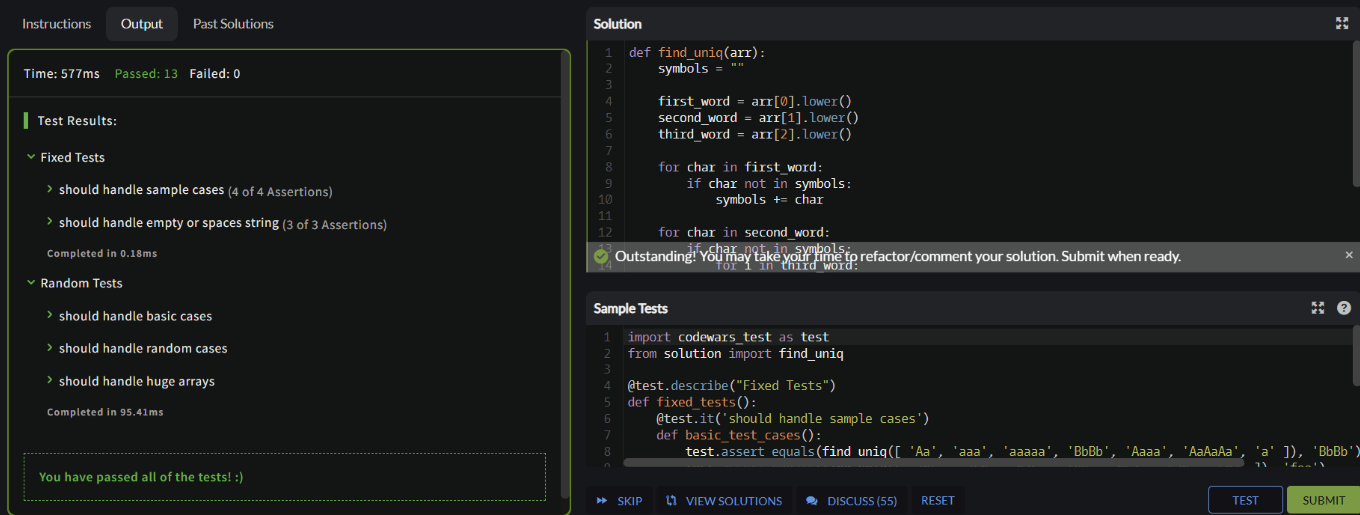 Instructions
Output
Past Solutions
Time: 577ms Passed: 13 Failed: 0
Test Results:
Fixed Tests
should handle sample cases (4 of 4 Assertions)
should handle empty or spaces string (3 of 3 Assertions)
Completed in 0.18ms
Random Tests
should handle basic cases
should handle random cases
should handle huge arrays
Completed in 95.41ms
You have passed all of the tests! :)
Solution
1 def find_uniq(arr):
2     symbols = ""
3
4     first_word = arr[0].lower()
5     second_word = arr[1].lower()
6     third_word = arr[2].lower()
7
8     for char in first_word:
9         if char not in symbols:
10             symbols += char
11
12     for char in second_word:
13         if char not in symbols:
Outstanding! You may take your time to refactor/comment your solution. Submit when ready.
14             for i in third_word:
Sample Tests
1 import codewars_test as test
2 from solution import find_uniq
3
4 @test.describe("Fixed Tests")
5 def fixed_tests():
6     @test.it('should handle sample cases')
7     def basic_test_cases():
8         test.assert_equals(find_uniq([ 'Aa', 'aaa', 'aaaaa', 'BbBb', 'Aaaa', 'AaAaAa', 'a' ]), 'BbBb')
SKIP
VIEW SOLUTIONS
DISCUSS (55)
RESET
TEST
SUBMIT